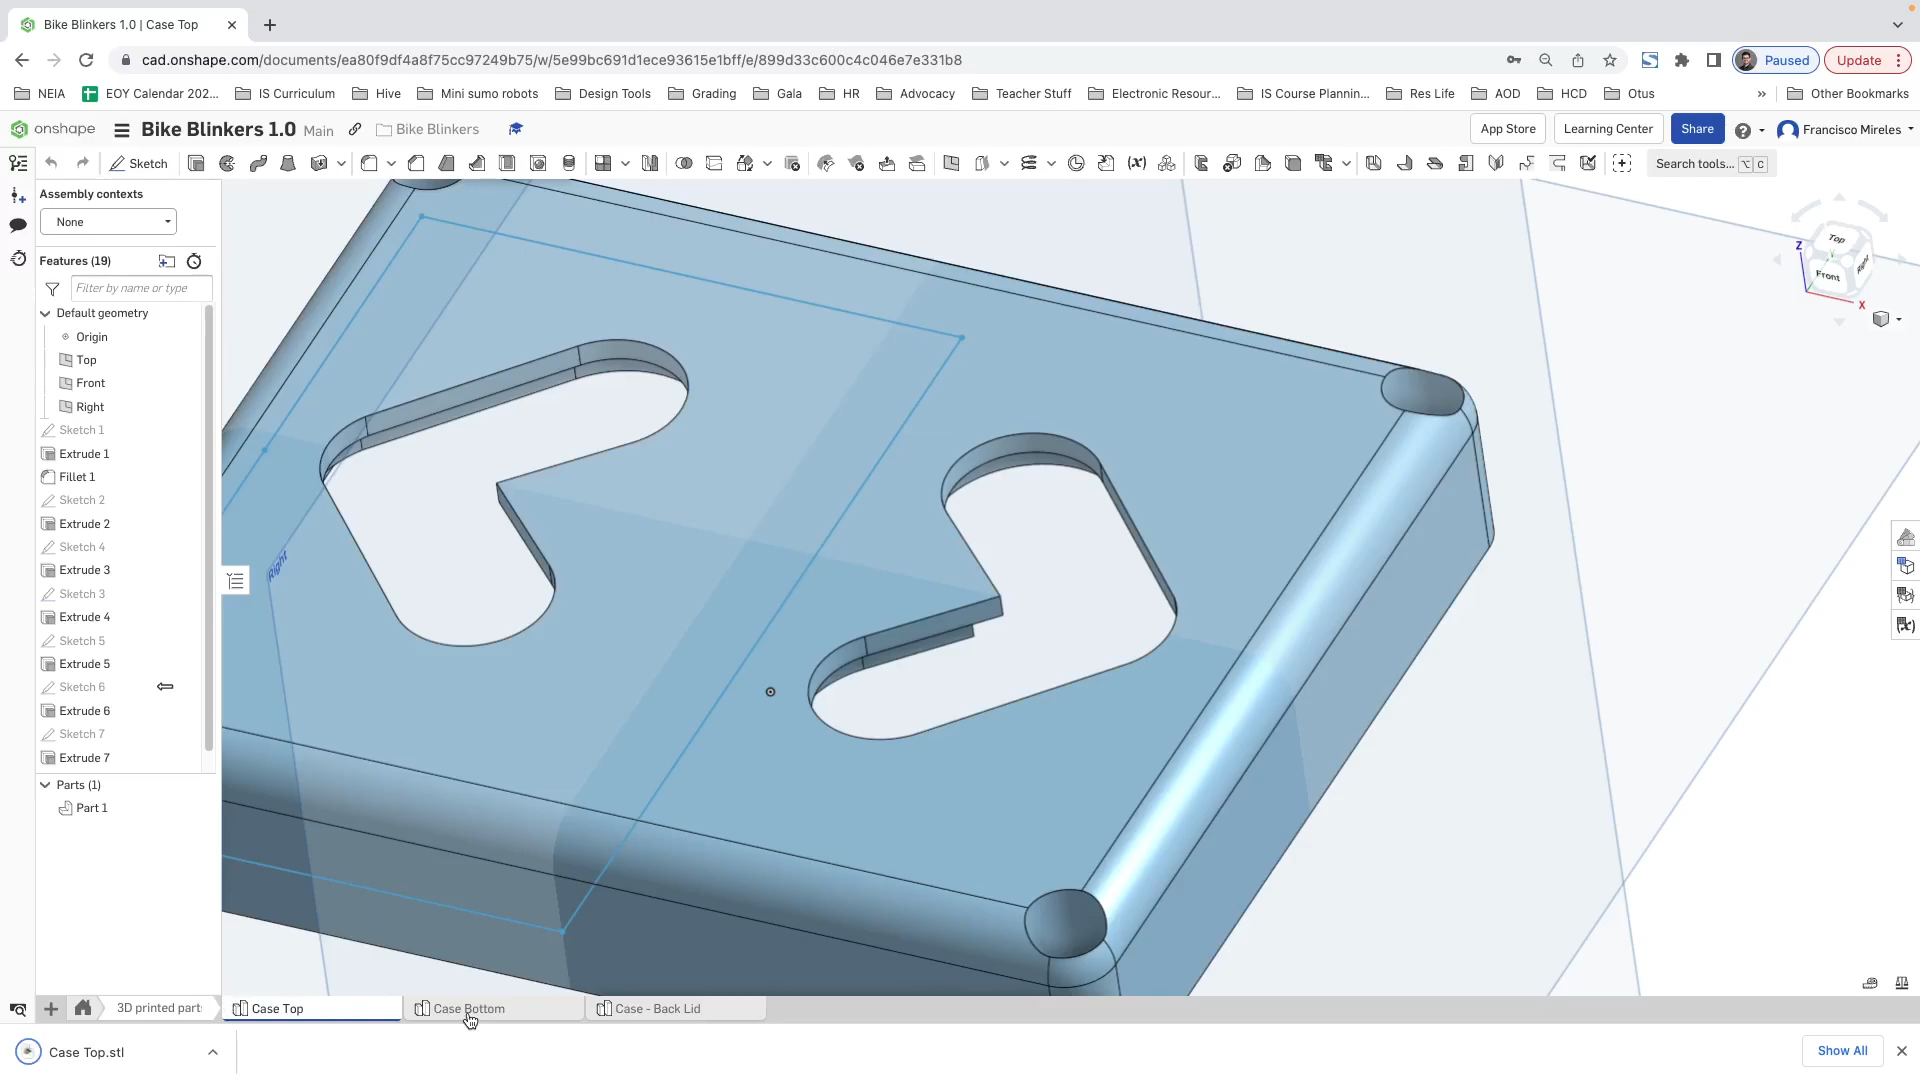 Bike Blinkers 1.0 | Case Top
cad.onshape.com/documents/ea80f9df4a8f75cc97249b75/w/5e99bc691d1ece93615e1bff/e/899d33c600c4c046e7e331b8
Paused
Update
NEIA
EOY Calendar 202...
IS Curriculum
Hive
Mini sumo robots
Design Tools
Grading
Gala
HR
Advocacy
Teacher Stuff
Electronic Resour...
IS Course Plannin...
Res Life
AOD
HCD
Otus
»
Other Bookmarks
onshape
Bike Blinkers 1.0
Main
Bike Blinkers
App Store
Learning Center
Share
Francisco Mireles
Sketch
Search tools...
⌥ C
Assembly contexts
None
Features (19)
Filter by name or type
Default geometry
Origin
Top
Front
Right
Sketch 1
Extrude 1
Fillet 1
Sketch 2
Extrude 2
Sketch 4
Extrude 3
Sketch 3
Extrude 4
Sketch 5
Extrude 5
Sketch 6
Extrude 6
Sketch 7
Extrude 7
Parts (1)
Part 1
Right
Top
Front
Right
Z
Y
X
3D printed part
Case Top
Case Bottom
Case - Back Lid
Case Top.stl
Show All